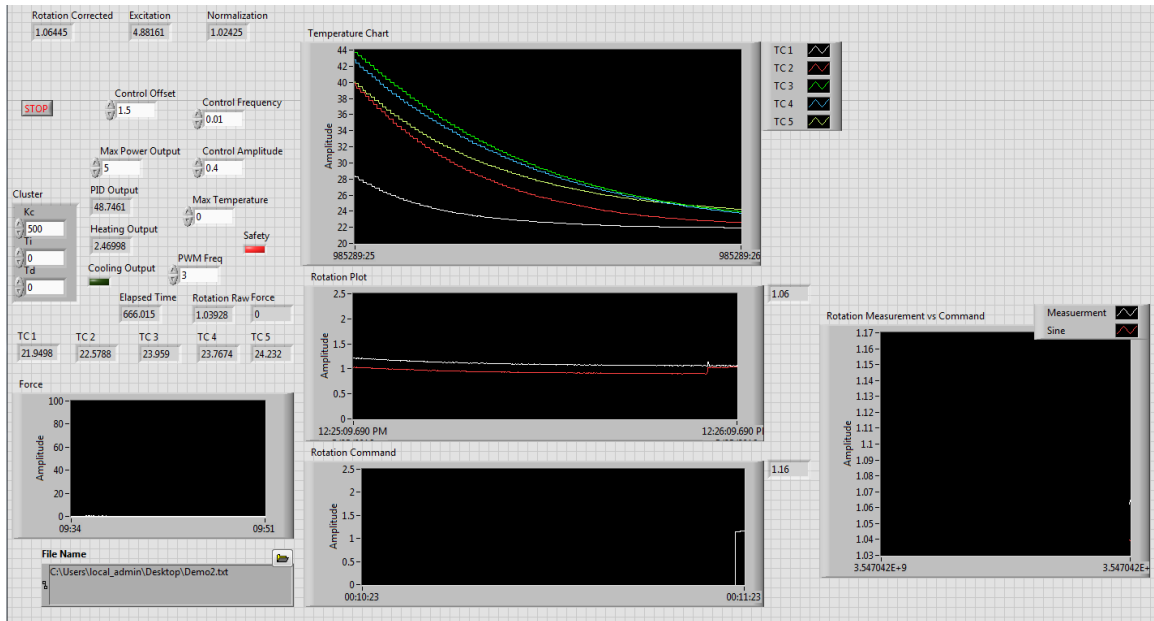 Rotation Corrected Excitation Normalization
1.06445 4.88161 1.02425
STOP
Control Offset
1.5
Control Frequency
0.01
Max Power Output
5
Control Amplitude
0.4
Cluster
Kc
500
Ti
0
Td
0
PID Output
48.7461
Max Temperature
0
Heating Output
2.46998
Safety
Cooling Output
PWM Freq
3
Elapsed Time Rotation Raw Force
666.015 1.03928 0
TC 1 TC 2 TC 3 TC 4 TC 5
21.9498 22.5788 23.959 23.7674 24.232
Force
Amplitude
100
80
60
40
20
0
09:34 09:51
File Name
C:\Users\local_admin\Desktop\Demo2.txt
Temperature Chart
Amplitude
44
42
40
38
36
34
32
30
28
26
24
22
20
985289:25 985289:26
TC 1
TC 2
TC 3
TC 4
TC 5
Rotation Plot
1.06
Amplitude
2.5
2
1.5
1
0.5
0
12:25:09.690 PM 12:26:09.690 P
Rotation Command
1.16
Amplitude
2.5
2
1.5
1
0.5
0
00:10:23 00:11:23
Rotation Measurement vs Command
Measuerment
Sine
Amplitude
1.17
1.16
1.15
1.14
1.13
1.12
1.11
1.1
1.09
1.08
1.07
1.06
1.05
1.04
1.03
3.547042E+9 3.547042E+